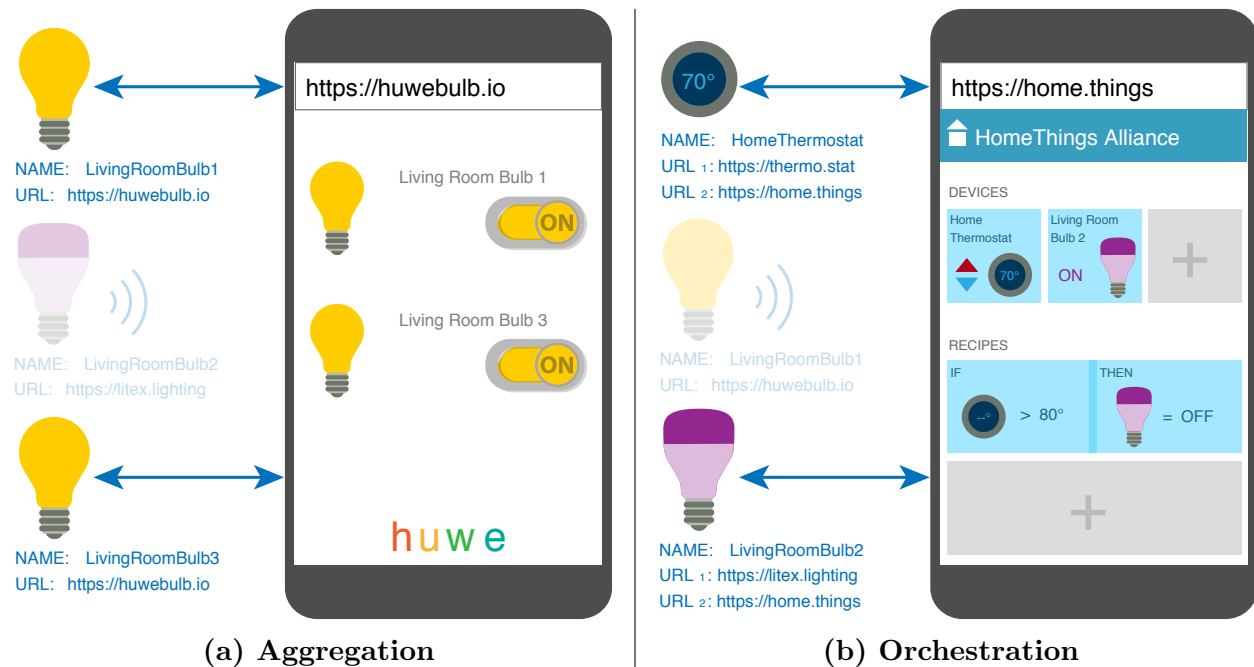 https://huwebulb.io
NAME: LivingRoomBulb1
URL: https://huwebulb.io
Living Room Bulb 1
ON
NAME: LivingRoomBulb2
URL: https://litex.lighting
Living Room Bulb 3
ON
NAME: LivingRoomBulb3
URL: https://huwebulb.io
huwe
(a) Aggregation
70°
NAME: HomeThermostat
URL 1: https://thermo.stat
URL 2: https://home.things
NAME: LivingRoomBulb1
URL: https://huwebulb.io
NAME: LivingRoomBulb2
URL 1: https://litex.lighting
URL 2: https://home.things
https://home.things
HomeThings Alliance
DEVICES
Home
Thermostat
70°
Living Room
Bulb 2
ON
+
RECIPES
IF
--° > 80°
THEN
= OFF
+
(b) Orchestration